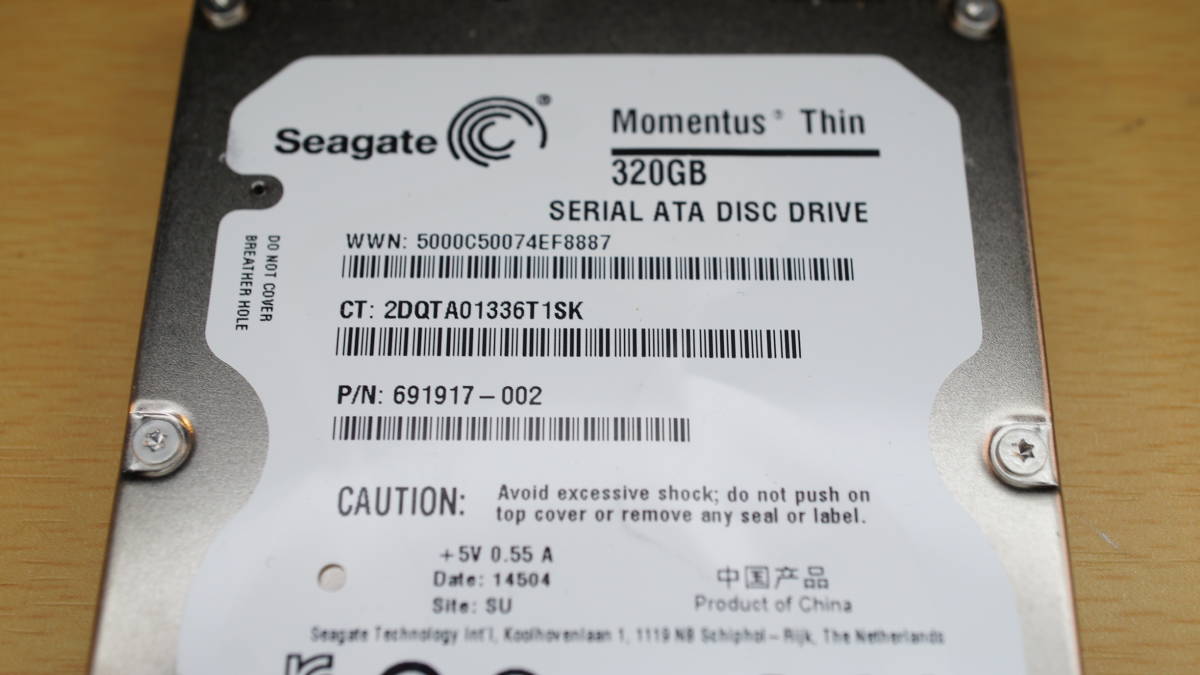 Seagate®
Momentus® Thin
320GB
SERIAL ATA DISC DRIVE
WWN: 5000C50074EF8887
DO NOT COVER
BREATHER HOLE
CT: 2DQTA01336T1SK
P/N: 691917-002
CAUTION: Avoid excessive shock; do not push on
top cover or remove any seal or label.
+5V 0.55 A
Date: 14504
Site: SU
中国产品
Product of China
Seagate Technology Int'l, Koolhovenlaan 1, 1119 NB Schiphol-Rijk, The Netherlands